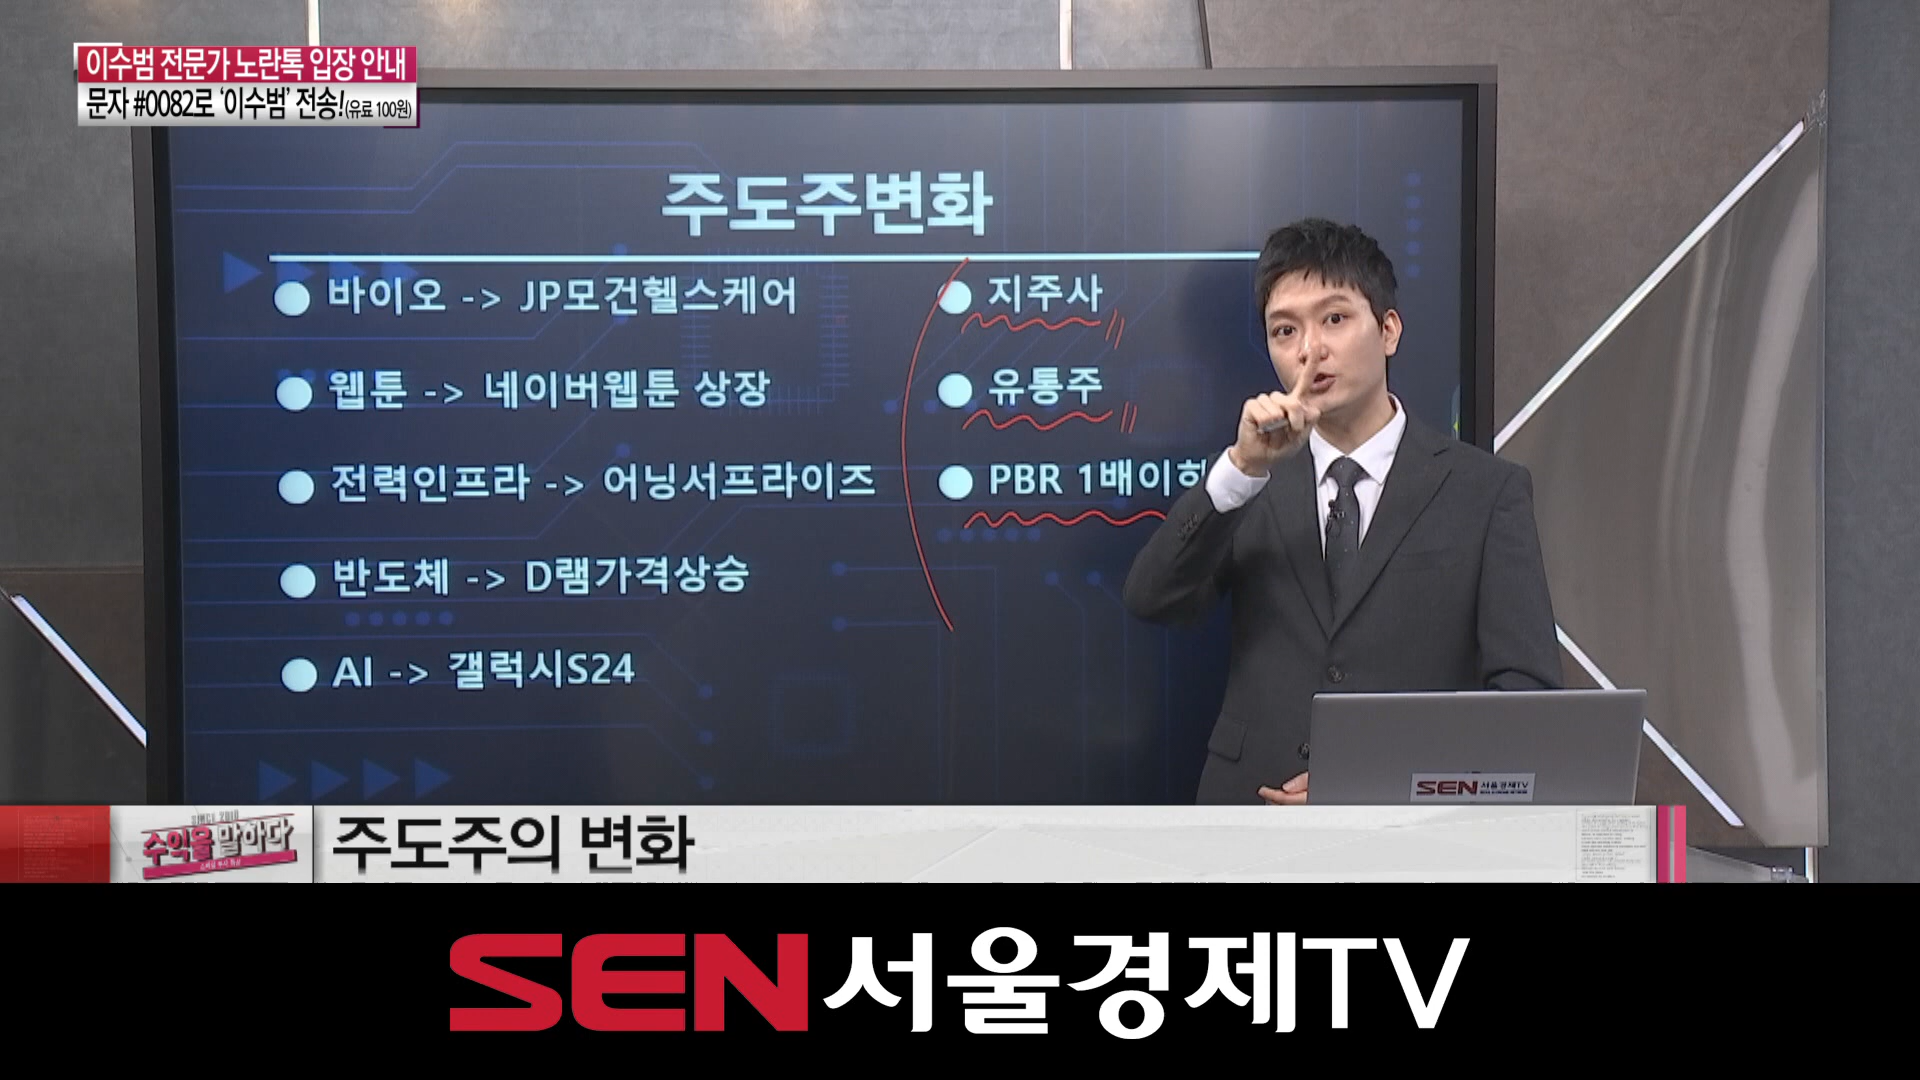 이수범 전문가 노란톡 입장 안내
문자 #0082로 '이수범' 전송!(유료 100원)
주도주변화
바이오 -> JP모건헬스케어
웹툰 -> 네이버웹툰 상장
전력인프라 -> 어닝서프라이즈
반도체 -> D램가격상승
AI -> 갤럭시S24
지주사
유통주
PBR 1배이하
SEN 서울경제TV
SINCE 2010
수익을 말하다
주도주의 변화
SEN 서울경제TV